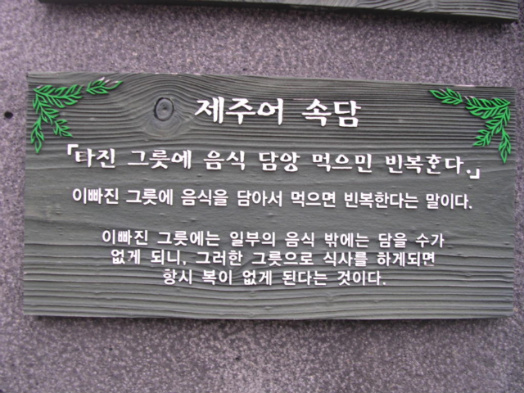 제주어 속담
「타진 그릇에 음식 담앙 먹으민 빈복혼다.」
이빠진 그릇에 음식을 담아서 먹으면 빈복한다는 말이다.
이빠진 그릇에는 일부의 음식 밖에는 담을 수가
없게 되니, 그러한 그릇으로 식사를 하게되면
항시 복이 없게 된다는 것이다.